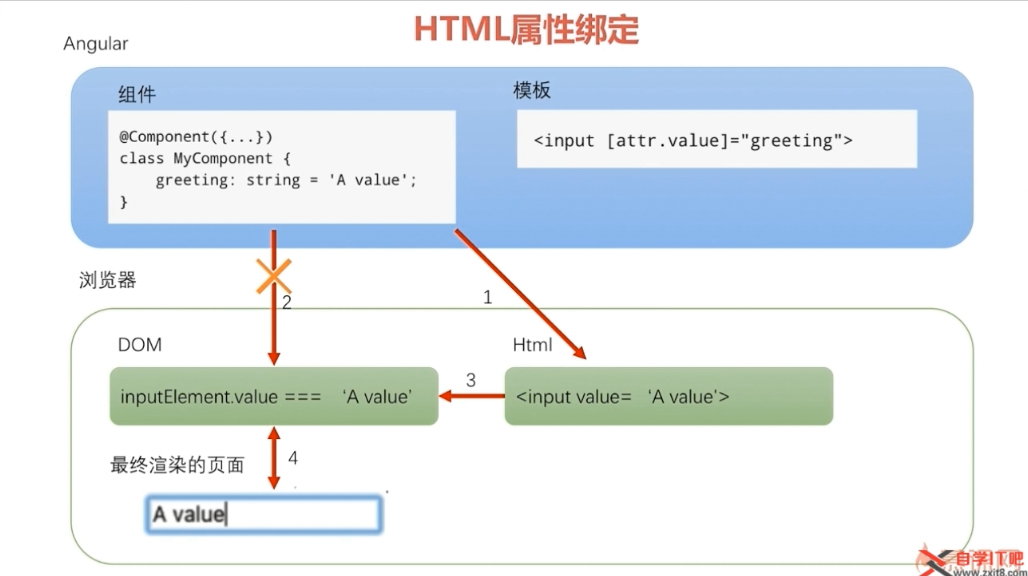 HTML属性绑定
Angular
组件
模板
@Component({...})
class MyComponent {
greeting: string = 'A value';
}
<input [attr.value]="greeting">
浏览器
2
1
DOM
Html
inputElement.value === ‘A value’
3
<input value= ‘A value’>
最终渲染的页面
4
A value
自学IT吧
www.zxit8.com